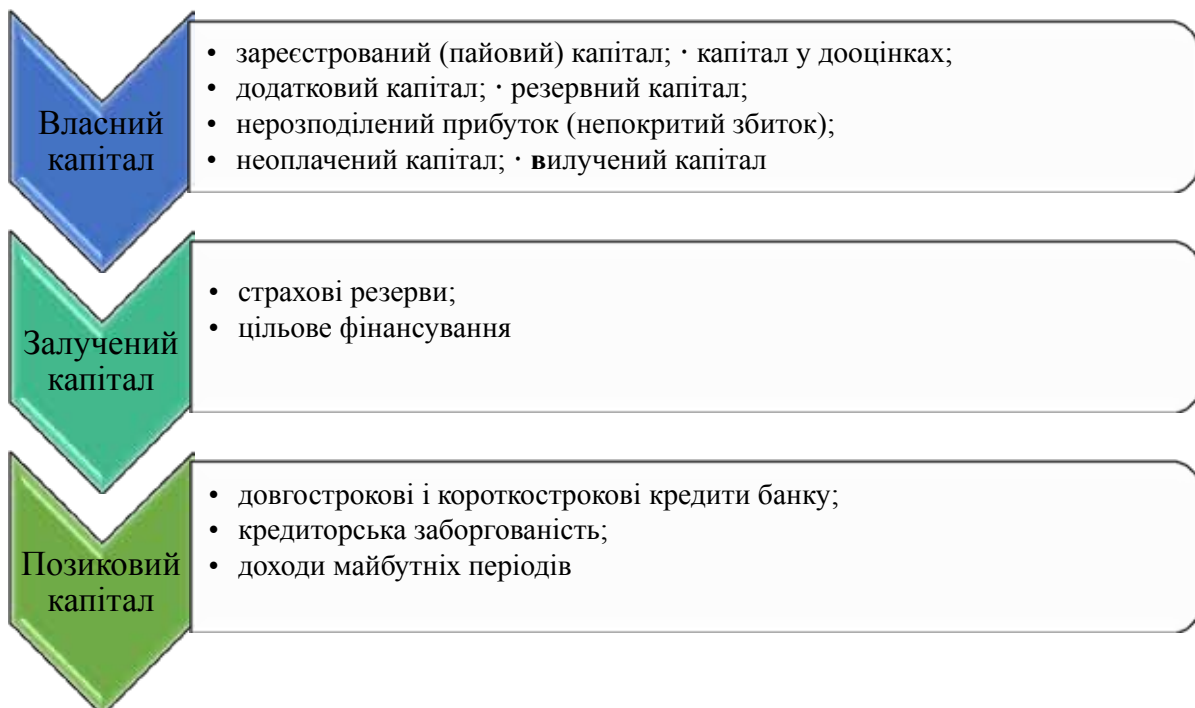 Власний
капітал
• зареєстрований (пайовий) капітал; · капітал у дооцінках;
• додатковий капітал; · резервний капітал;
• нерозподілений прибуток (непокритий збиток);
• неоплачений капітал; · вилучений капітал
Залучений
капітал
• страхові резерви;
• цільове фінансування
Позиковий
капітал
• довгострокові і короткострокові кредити банку;
• кредиторська заборгованість;
• доходи майбутніх періодів